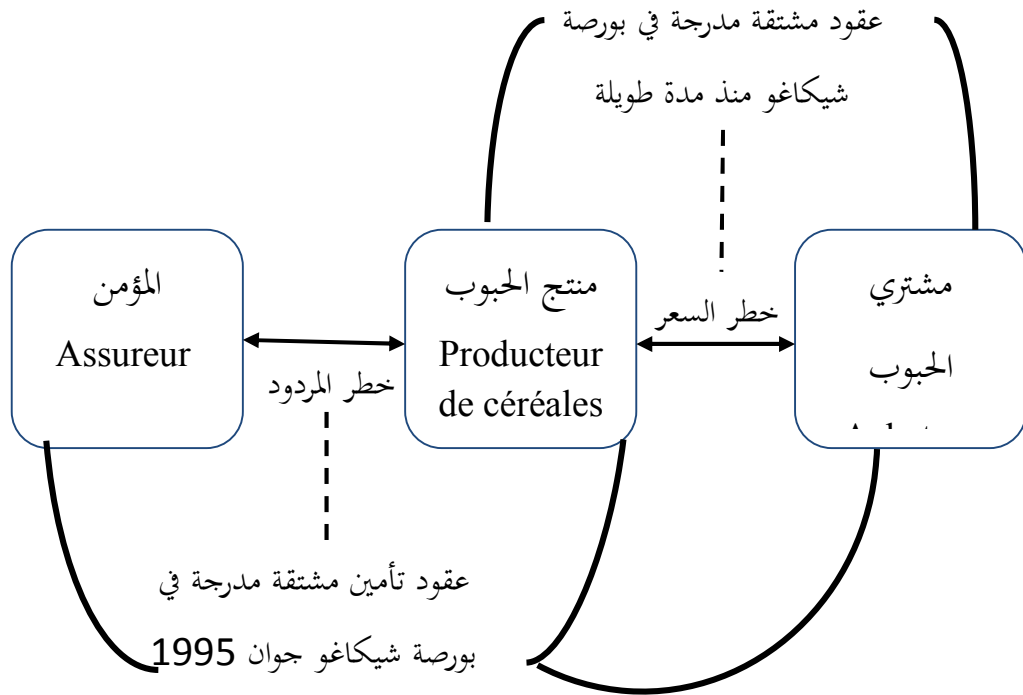 عقود مشتقة مدرجة في بورصة
شيكاغو منذ مدة طويلة
المؤمن
Assureur
منتج الحبوب
Producteur
de céréales
مشتري
الحبوب
خطر السعر
خطر المردود
عقود تأمين مشتقة مدرجة في
بورصة شيكاغو جوان 1995